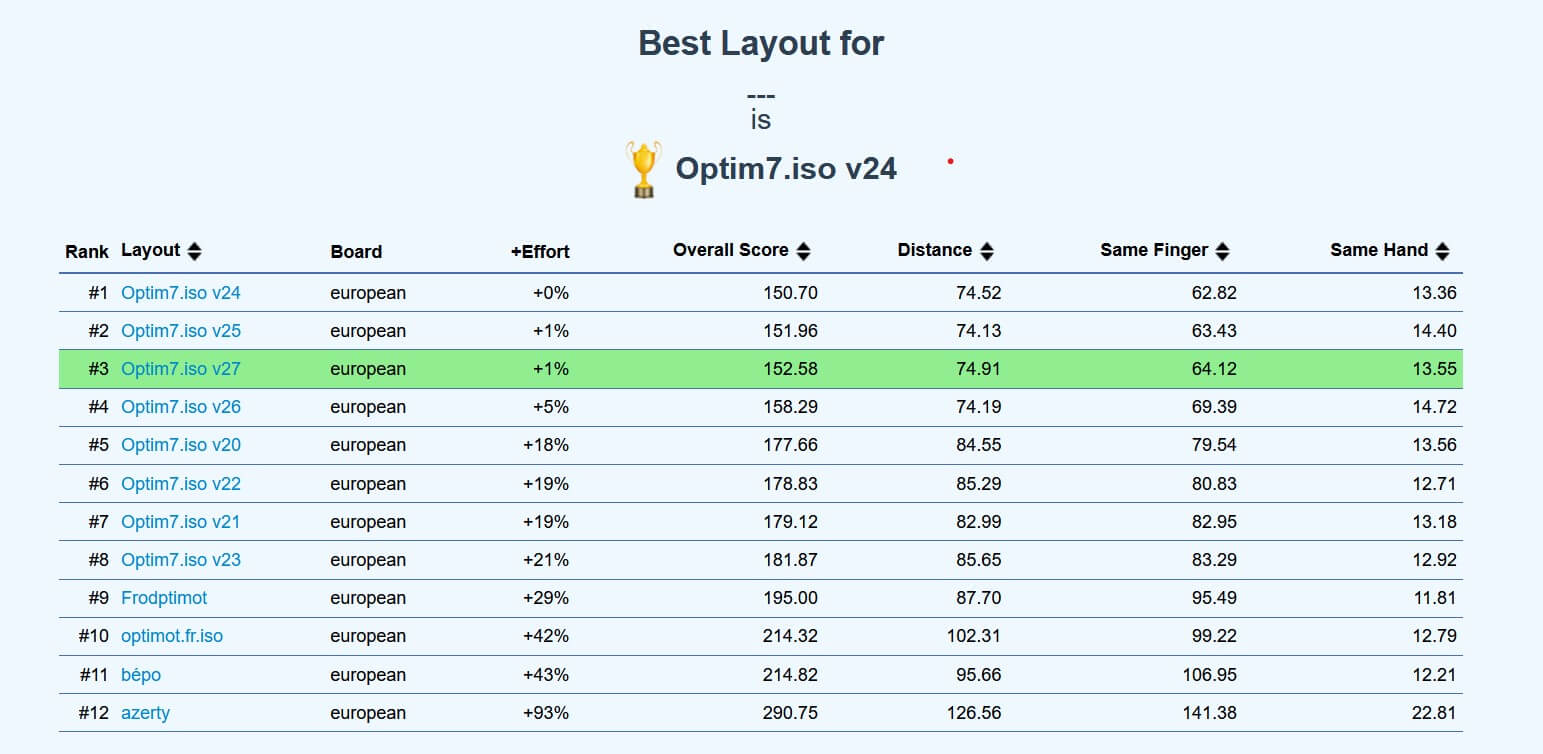 Best Layout for
---
is
Optim7.iso v24
Rank Layout Board +Effort Overall Score Distance Same Finger Same Hand
#1 Optim7.iso v24 european +0% 150.70 74.52 62.82 13.36
#2 Optim7.iso v25 european +1% 151.96 74.13 63.43 14.40
#3 Optim7.iso v27 european +1% 152.58 74.91 64.12 13.55
#4 Optim7.iso v26 european +5% 158.29 74.19 69.39 14.72
#5 Optim7.iso v20 european +18% 177.66 84.55 79.54 13.56
#6 Optim7.iso v22 european +19% 178.83 85.29 80.83 12.71
#7 Optim7.iso v21 european +19% 179.12 82.99 82.95 13.18
#8 Optim7.iso v23 european +21% 181.87 85.65 83.29 12.92
#9 Frodptimot european +29% 195.00 87.70 95.49 11.81
#10 optimot.fr.iso european +42% 214.32 102.31 99.22 12.79
#11 bépo european +43% 214.82 95.66 106.95 12.21
#12 azerty european +93% 290.75 126.56 141.38 22.81